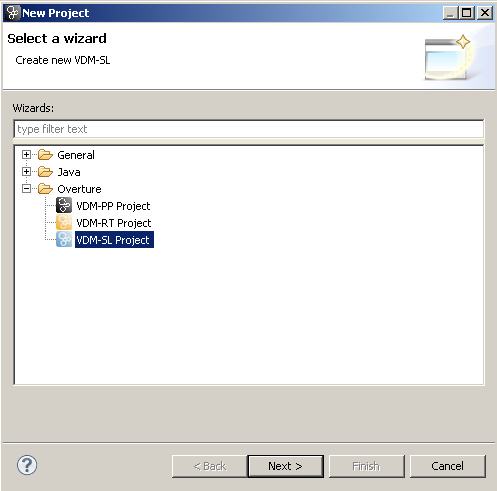 New Project
Select a wizard
Create new VDM-SL
Wizards:
type filter text
General
Java
Overture
VDM-PP Project
VDM-RT Project
VDM-SL Project
?
< Back Next > Finish Cancel